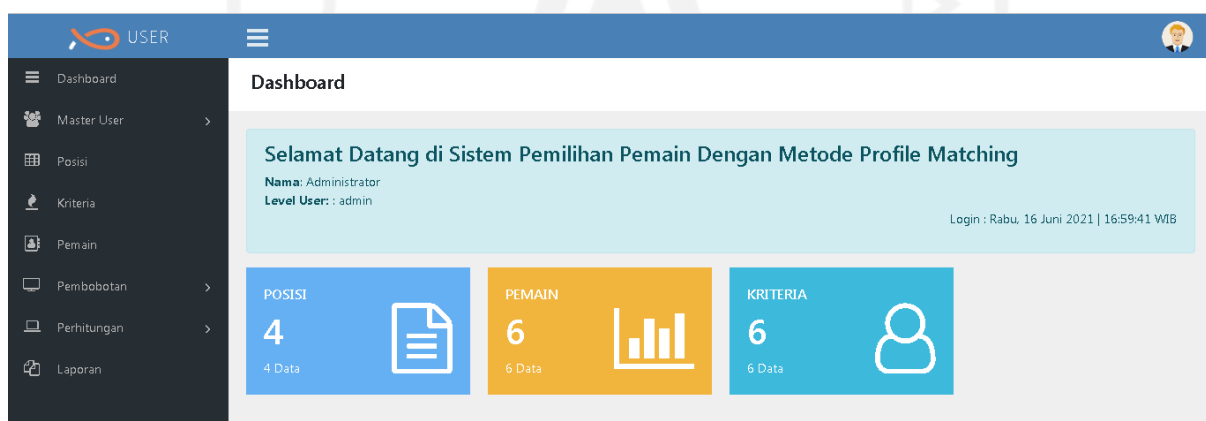 USER
Dashboard
Master User
Posisi
Kriteria
Pemain
Pembobotan
Perhitungan
Laporan
Dashboard
Selamat Datang di Sistem Pemilihan Pemain Dengan Metode Profile Matching
Nama: Administrator
Level User: : admin
Login : Rabu, 16 Juni 2021 | 16:59:41 WIB
POSISI
4
4 Data
PEMAIN
6
6 Data
KRITERIA
6
6 Data